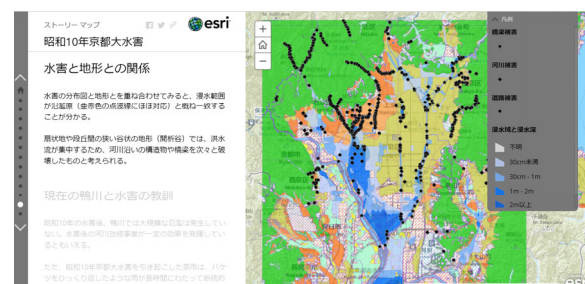 ストーリー マップ
esri
昭和10年京都大水害
水害と地形との関係
水害の分布図と地形とを重ね合わせてみると、浸水範囲
が氾濫原（金赤色の点波線にほぼ対応）と概ね一致する
ことが分かる。
扇状地や段丘間の狭い谷状の地形（開析谷）では、洪水
流が集中するため、河川沿いの構造物や橋梁を次々と破
壊したものと考えられる。
現在の鴨川と水害の教訓
昭和10年の水害後、鴨川では大規模な氾濫は発生してい
ない。水害後の河川改修事業が一定の効果を発揮してい
るともいえる。
ただ、昭和10年京都大水害を引き起こした豪雨は、バケ
ツをひっくり返したような雨が長時間にわたって断続的
+
−
凡例
橋梁被害
河川被害
道路被害
浸水域と浸水深
不明
30cm未満
30cm - 1m
1m - 2m
2m以上